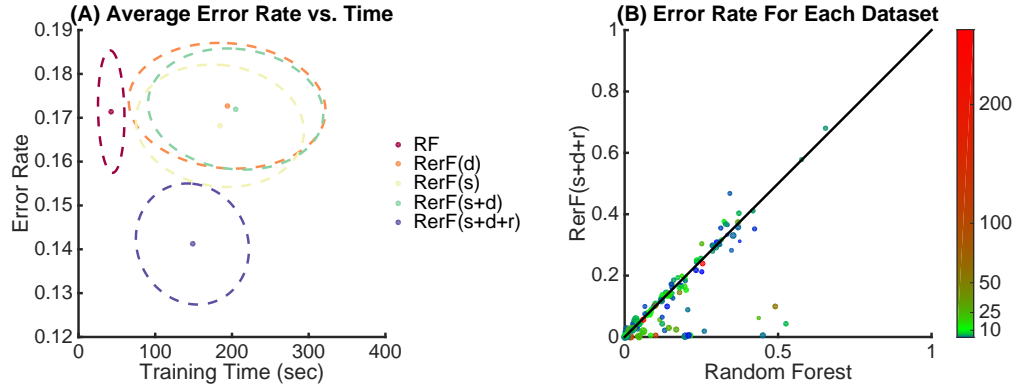 (A) Average Error Rate vs. Time
0.19
0.18
0.17
0.16
0.15
0.14
0.13
0.12
Error Rate
0
100
200
300
400
Training Time (sec)
RF
RerF(d)
RerF(s)
RerF(s+d)
RerF(s+d+r)
(B) Error Rate For Each Dataset
1
0.8
0.6
0.4
0.2
0
RerF(s+d+r)
0
0.5
1
Random Forest
200
100
50
25
10